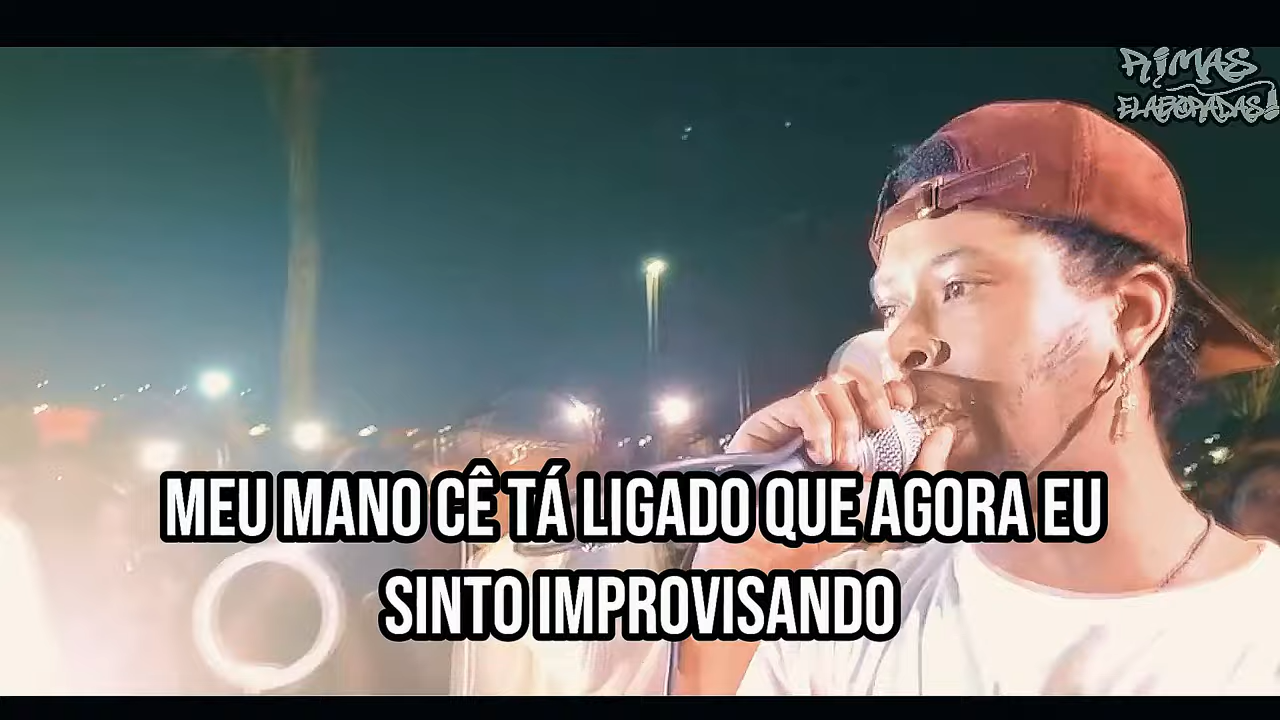 RIMAS
ELABORADAS!
MEU MANO CÊ TÁ LIGADO QUE AGORA EU
SINTO IMPROVISANDO